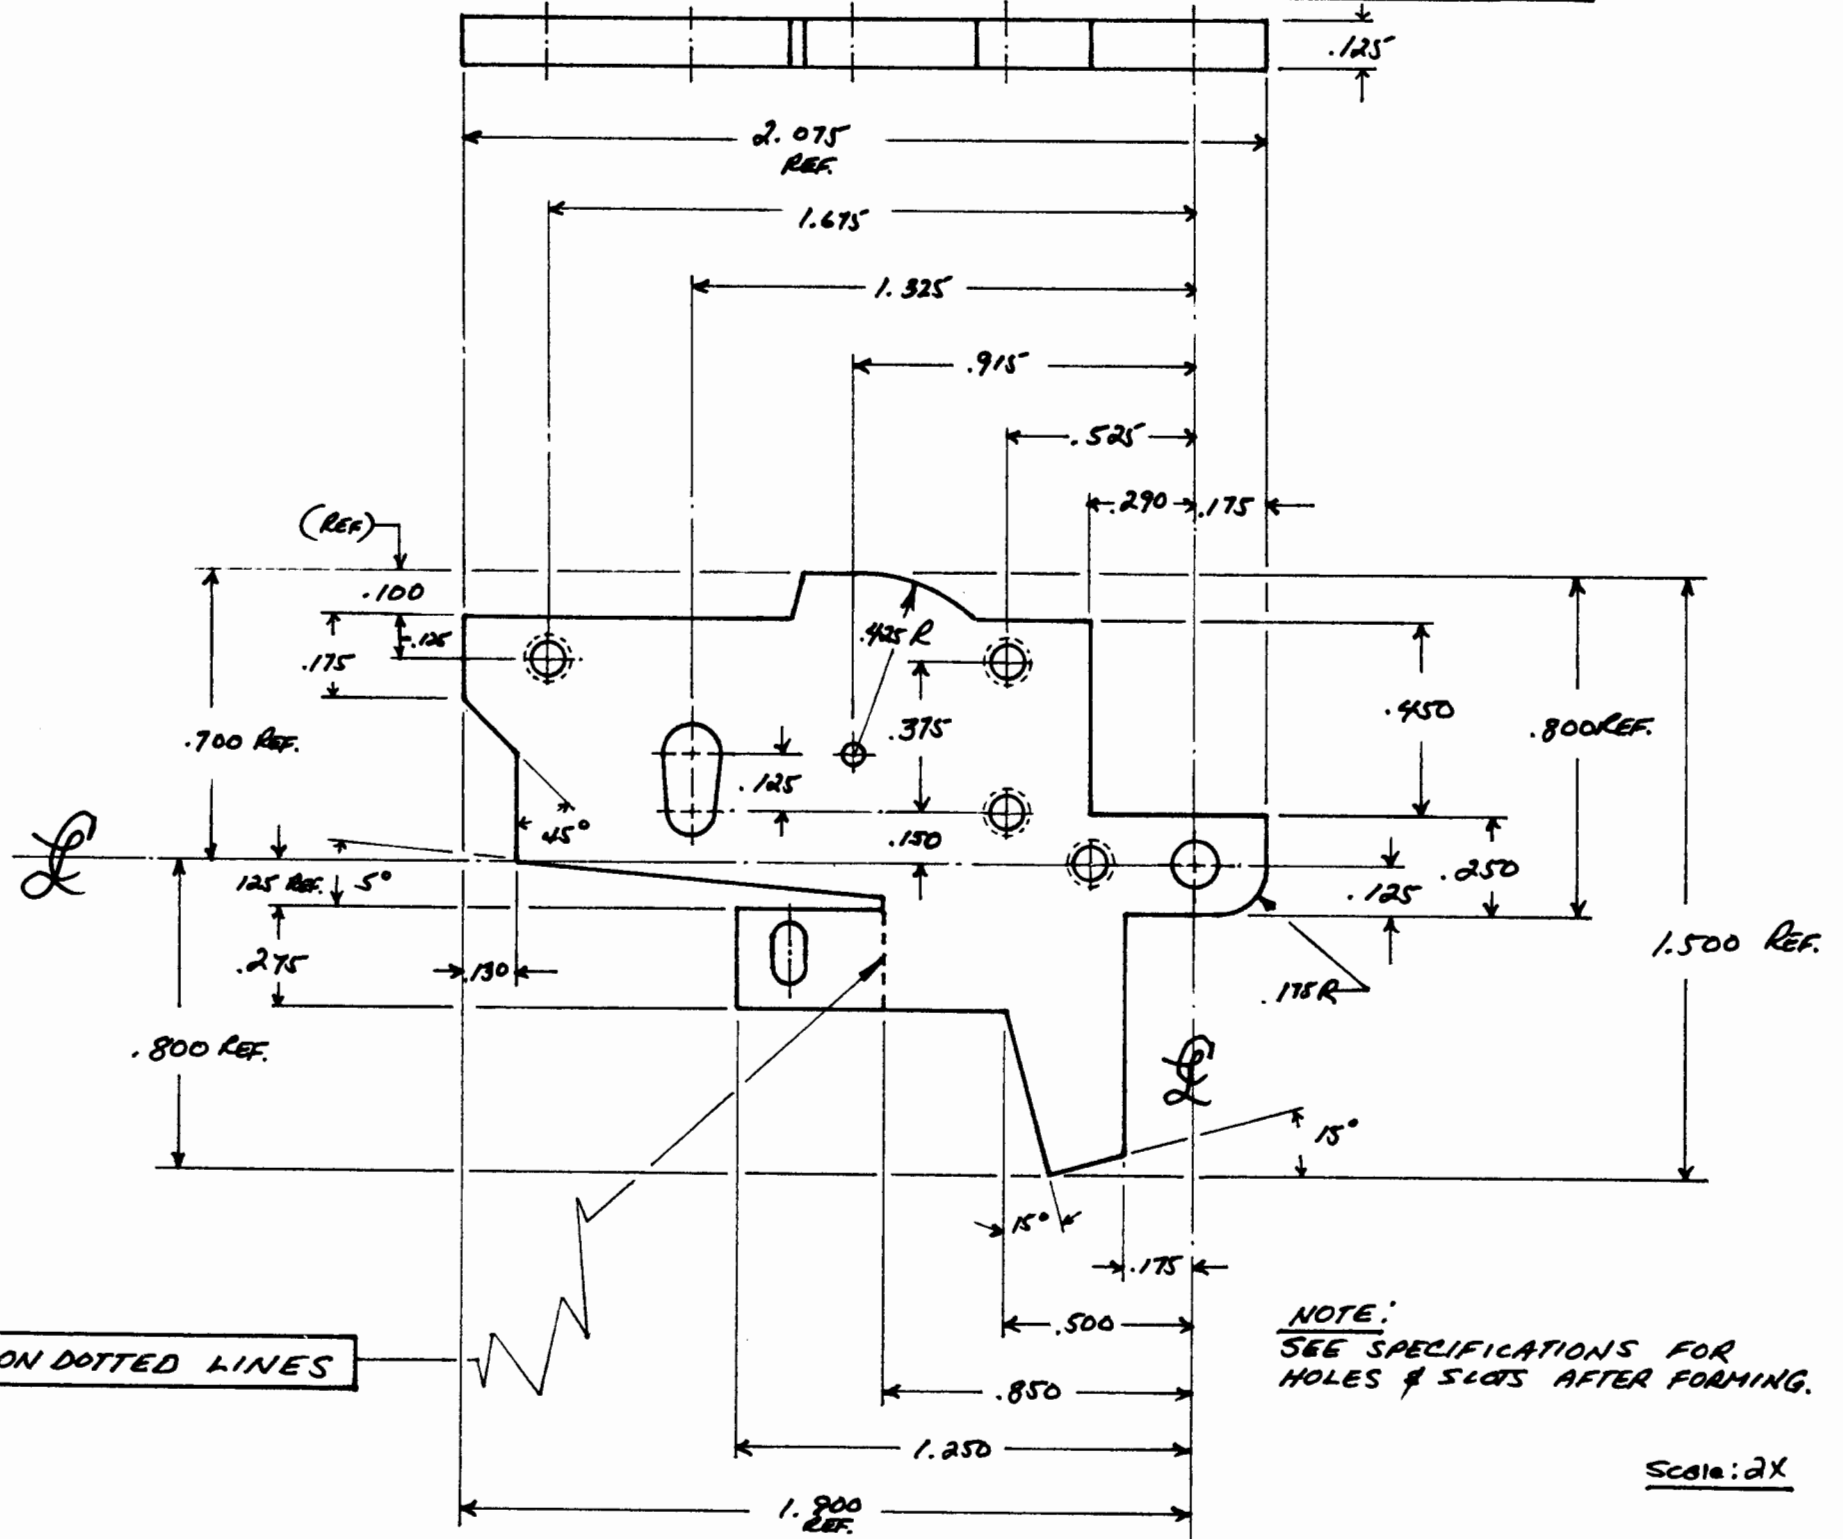 .125
2.075
REF.
1.675
1.325
.915
.525
.290
.175
(REF)
.100
.125
.175
.425 R
.375
.450
.800 REF.
.700 REF.
.125
45°
.150
.250
.125
125 REF.
5°
.275
.130
1.500 REF.
.175R
.800 REF.
15°
15°
.175
.500
NOTE:
SEE SPECIFICATIONS FOR
HOLES & SLOTS AFTER FORMING.
ON DOTTED LINES
.850
1.250
1.900
REF.
Scale: 2X